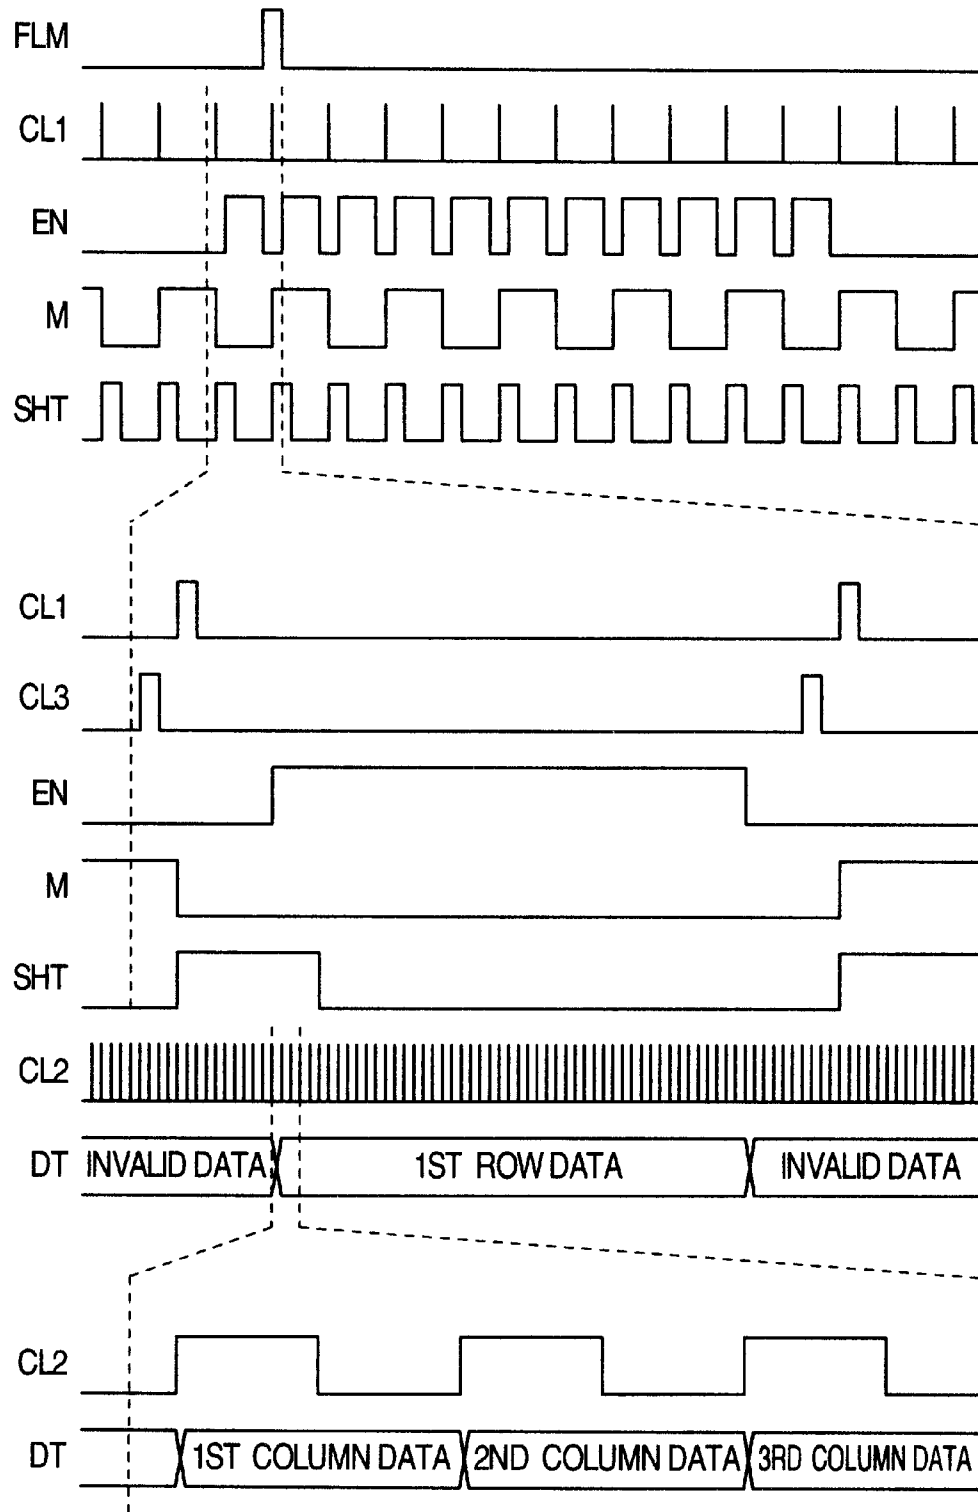 FLM
CL1
EN
M
SHT
CL1
CL3
EN
M
SHT
CL2
DT INVALID DATA 1ST ROW DATA INVALID DATA
CL2
DT 1ST COLUMN DATA 2ND COLUMN DATA 3RD COLUMN DATA